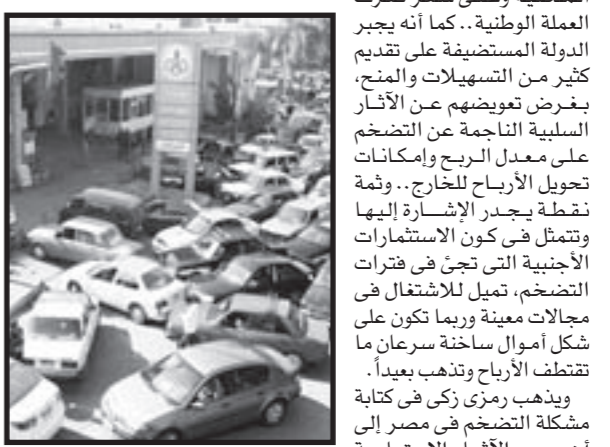 العملة الوطنية.. كما أنه يجبر
الدولة المستضيفة على تقديم
كثير من التسهيلات والمنح،
بغرض تعويضهم عن الآثار
السلبية الناجمة عن التضخم
على معدل الربح وإمكانات
تحويل الأرباح للخارج.. وثمة
نقطة يجدر الإشارة إليها
وتتمثل فى كون الاستثمارات
الأجنبية التى تجئ فى فترات
التضخم، تميل للاشتغال فى
مجالات معينة وربما تكون على
شكل أموال ساخنة سرعان ما
تقتطف الأرباح وتذهب بعيداً.
ويذهب رمزى زكى فى كتابة
مشكلة التضخم فى مصر إلى